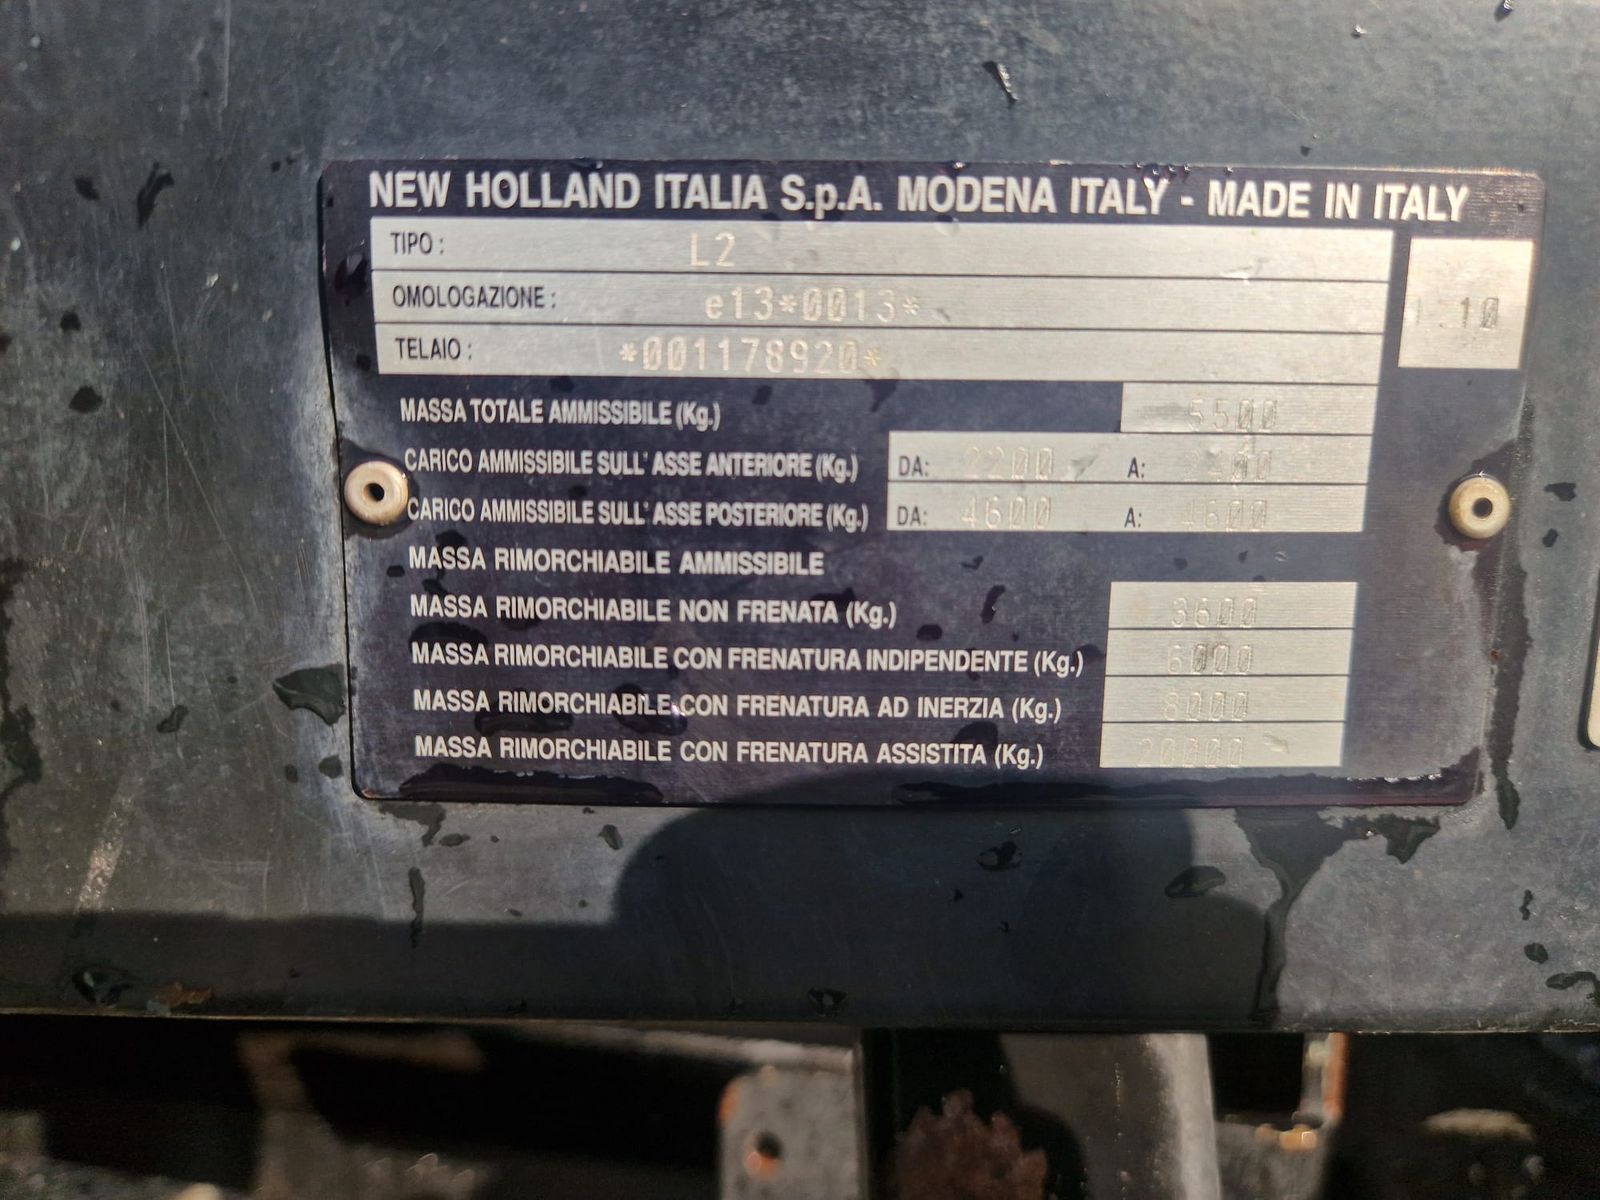 NEW HOLLAND ITALIA S.p.A. MODENA ITALY - MADE IN ITALY
TIPO : L2
OMOLOGAZIONE : e13*0013*
10
TELAIO : *001178920*
MASSA TOTALE AMMISSIBILE (Kg.) 5500
CARICO AMMISSIBILE SULL' ASSE ANTERIORE (Kg.) DA: 2200 A:
CARICO AMMISSIBILE SULL' ASSE POSTERIORE (Kg.) DA: 4600 A: 4600
MASSA RIMORCHIABILE AMMISSIBILE
MASSA RIMORCHIABILE NON FRENATA (Kg.) 3600
MASSA RIMORCHIABILE CON FRENATURA INDIPENDENTE (Kg.) 6000
MASSA RIMORCHIABILE CON FRENATURA AD INERZIA (Kg.) 8000
MASSA RIMORCHIABILE CON FRENATURA ASSISTITA (Kg.) 20000